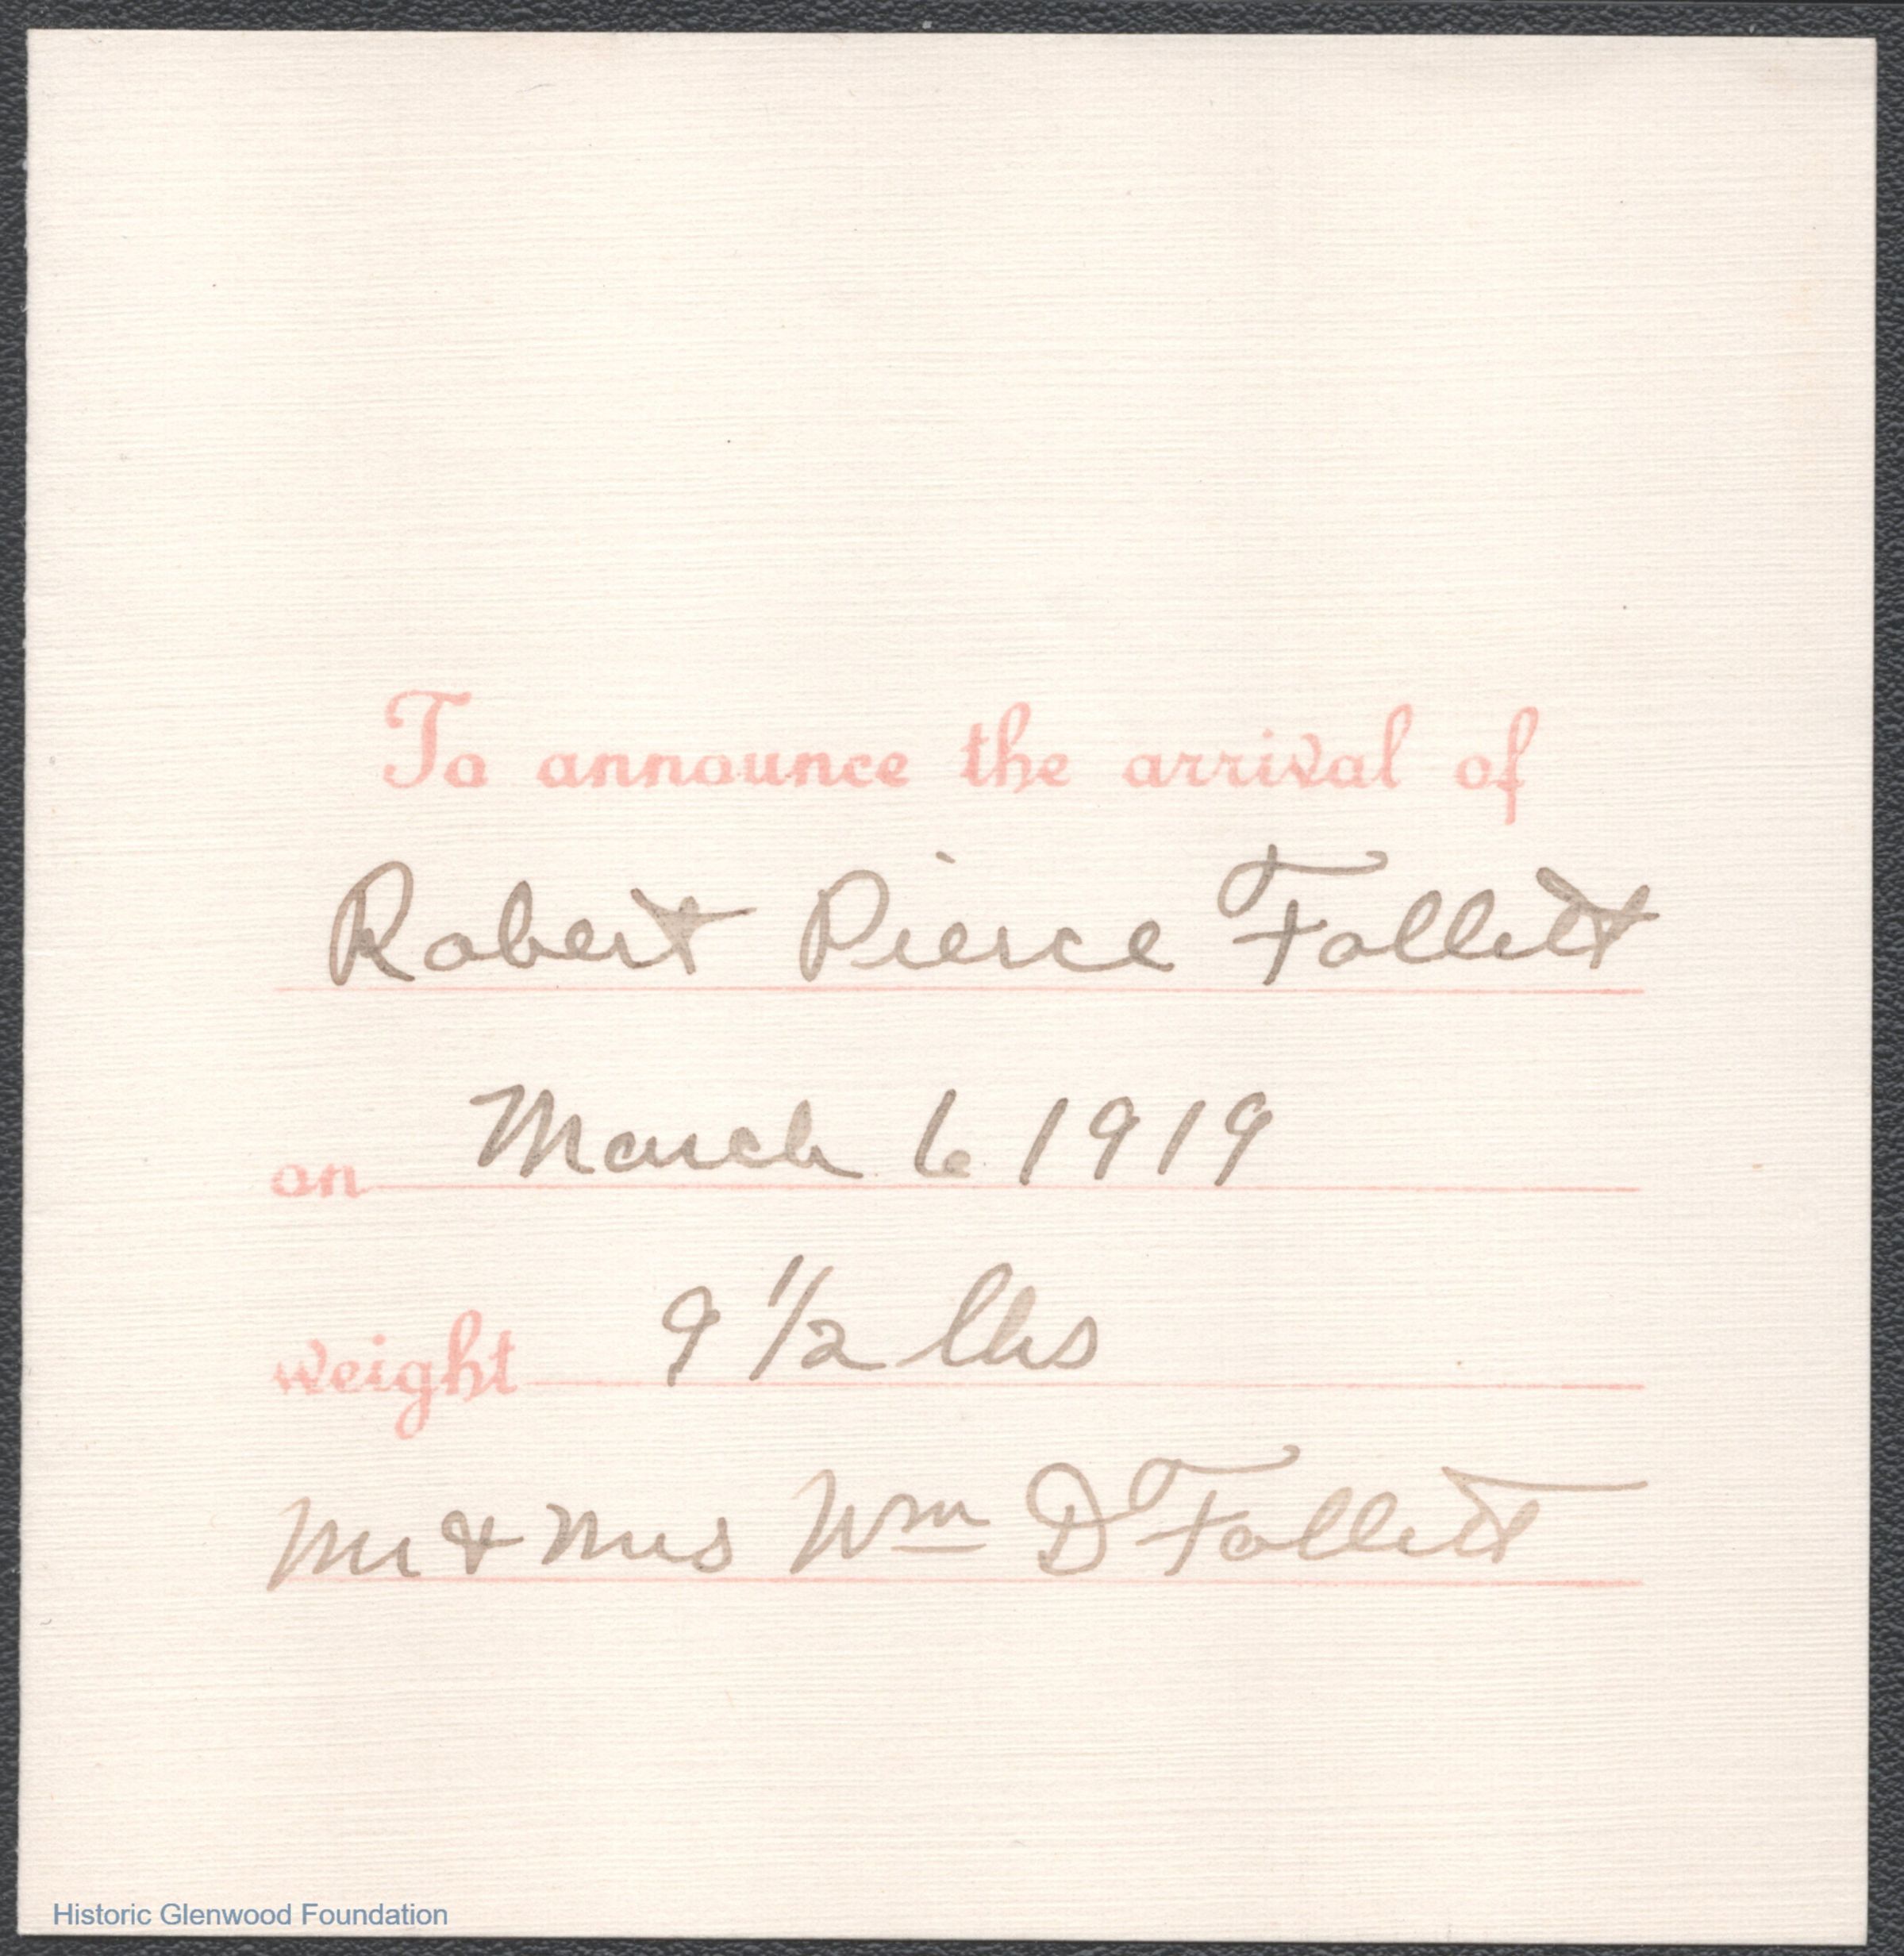 To announce the arrival of
Robert Pierce Follett
on March 6 1919
weight 9 1/2 lbs
Mr & Mrs Wm D Follett
Historic Glenwood Foundation